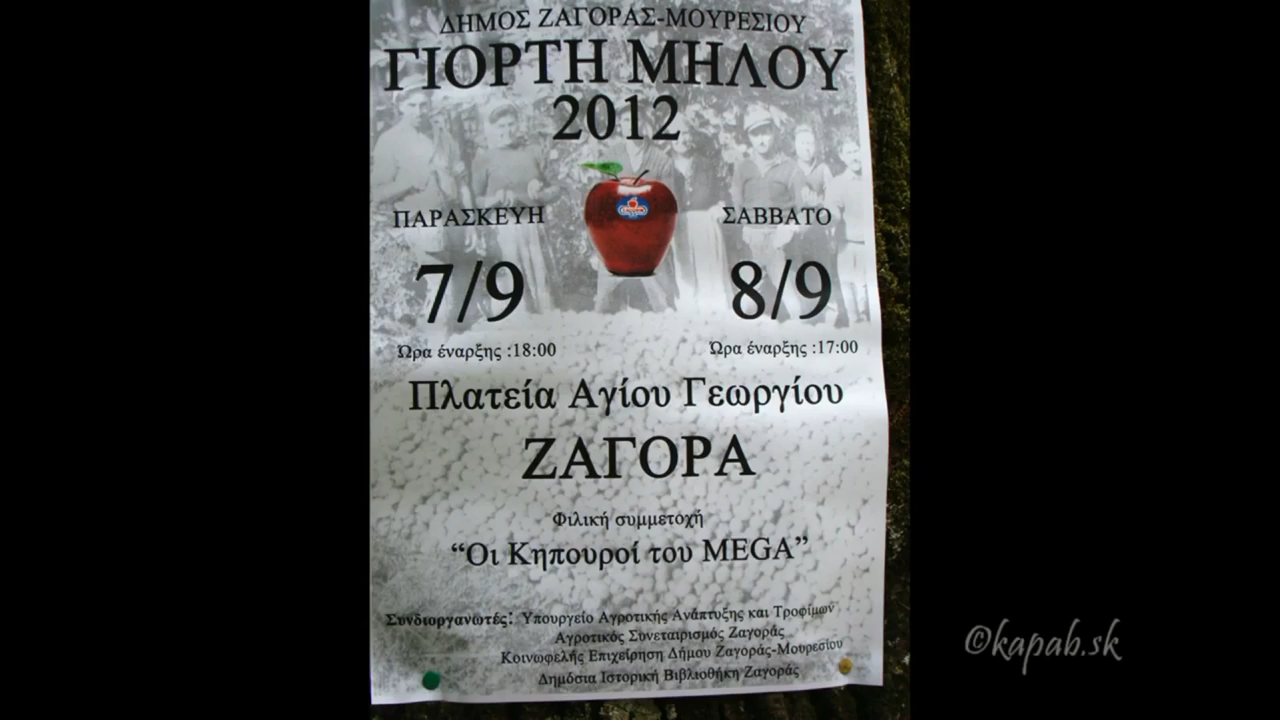 ΔΗΜΟΣ ΖΑΓΟΡΑΣ-ΜΟΥΡΕΣΙΟΥ
ΓΙΟΡΤΗ ΜΗΛΟΥ
2012
ΠΑΡΑΣΚΕΥΗ
7/9
Ώρα έναρξης :18:00
ΣΑΒΒΑΤΟ
8/9
Ώρα έναρξης :17:00
Πλατεία Αγίου Γεωργίου
ΖΑΓΟΡΑ
Φιλική συμμετοχή
“Οι Κηπουροί του MEGA”
Συνδιοργανωτές: Υπουργείο Αγροτικής Ανάπτυξης και Τροφίμων
Αγροτικός Συνεταιρισμός Ζαγοράς
Κοινωφελής Επιχείρηση Δήμου Ζαγοράς-Μουρεσίου
Δημόσια Ιστορική Βιβλιοθήκη Ζαγοράς
©kapab.sk